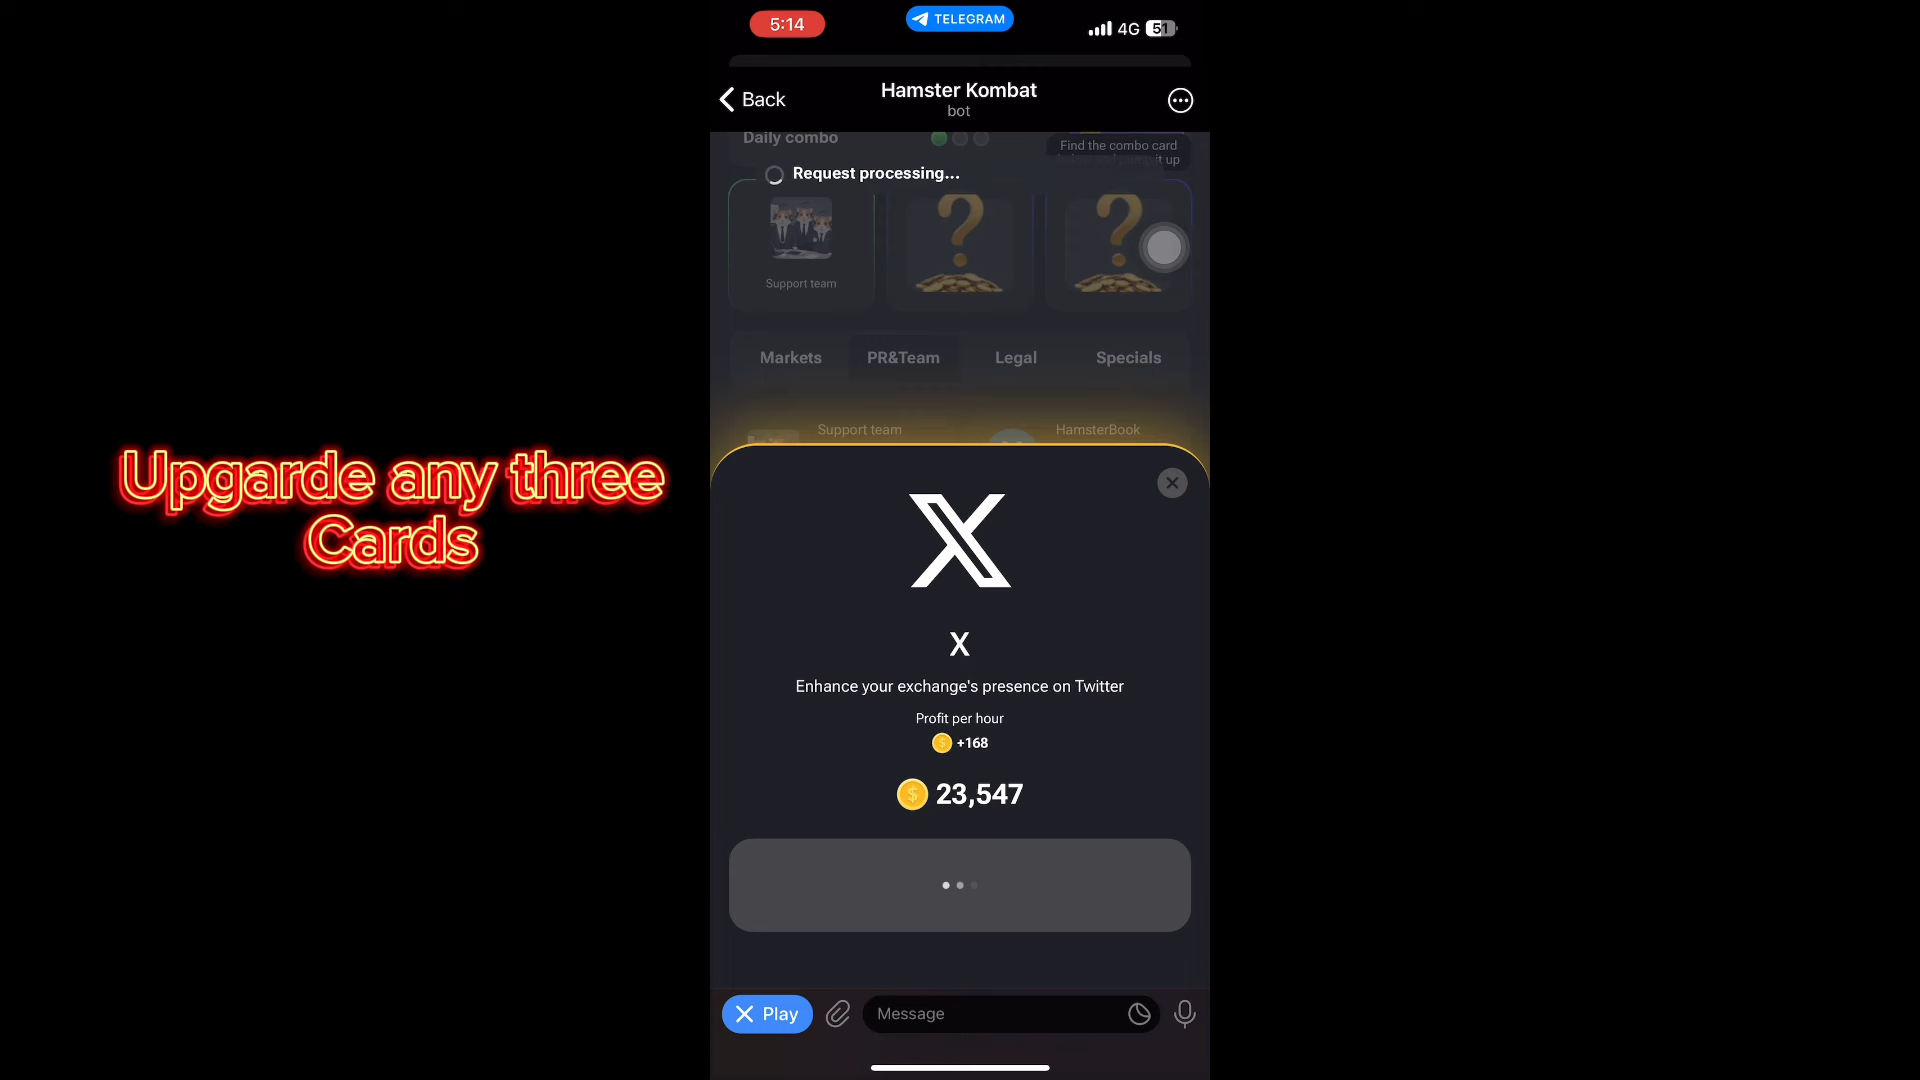 5:14
TELEGRAM
4G
51
Back
Hamster Kombat
bot
Daily combo
Find the combo card
it up
Request processing...
Support team
Markets
PR&Team
Legal
Specials
Support team
HamsterBook
Upgarde any three
Cards
X
Enhance your exchange's presence on Twitter
Profit per hour
+168
23,547
Play
Message